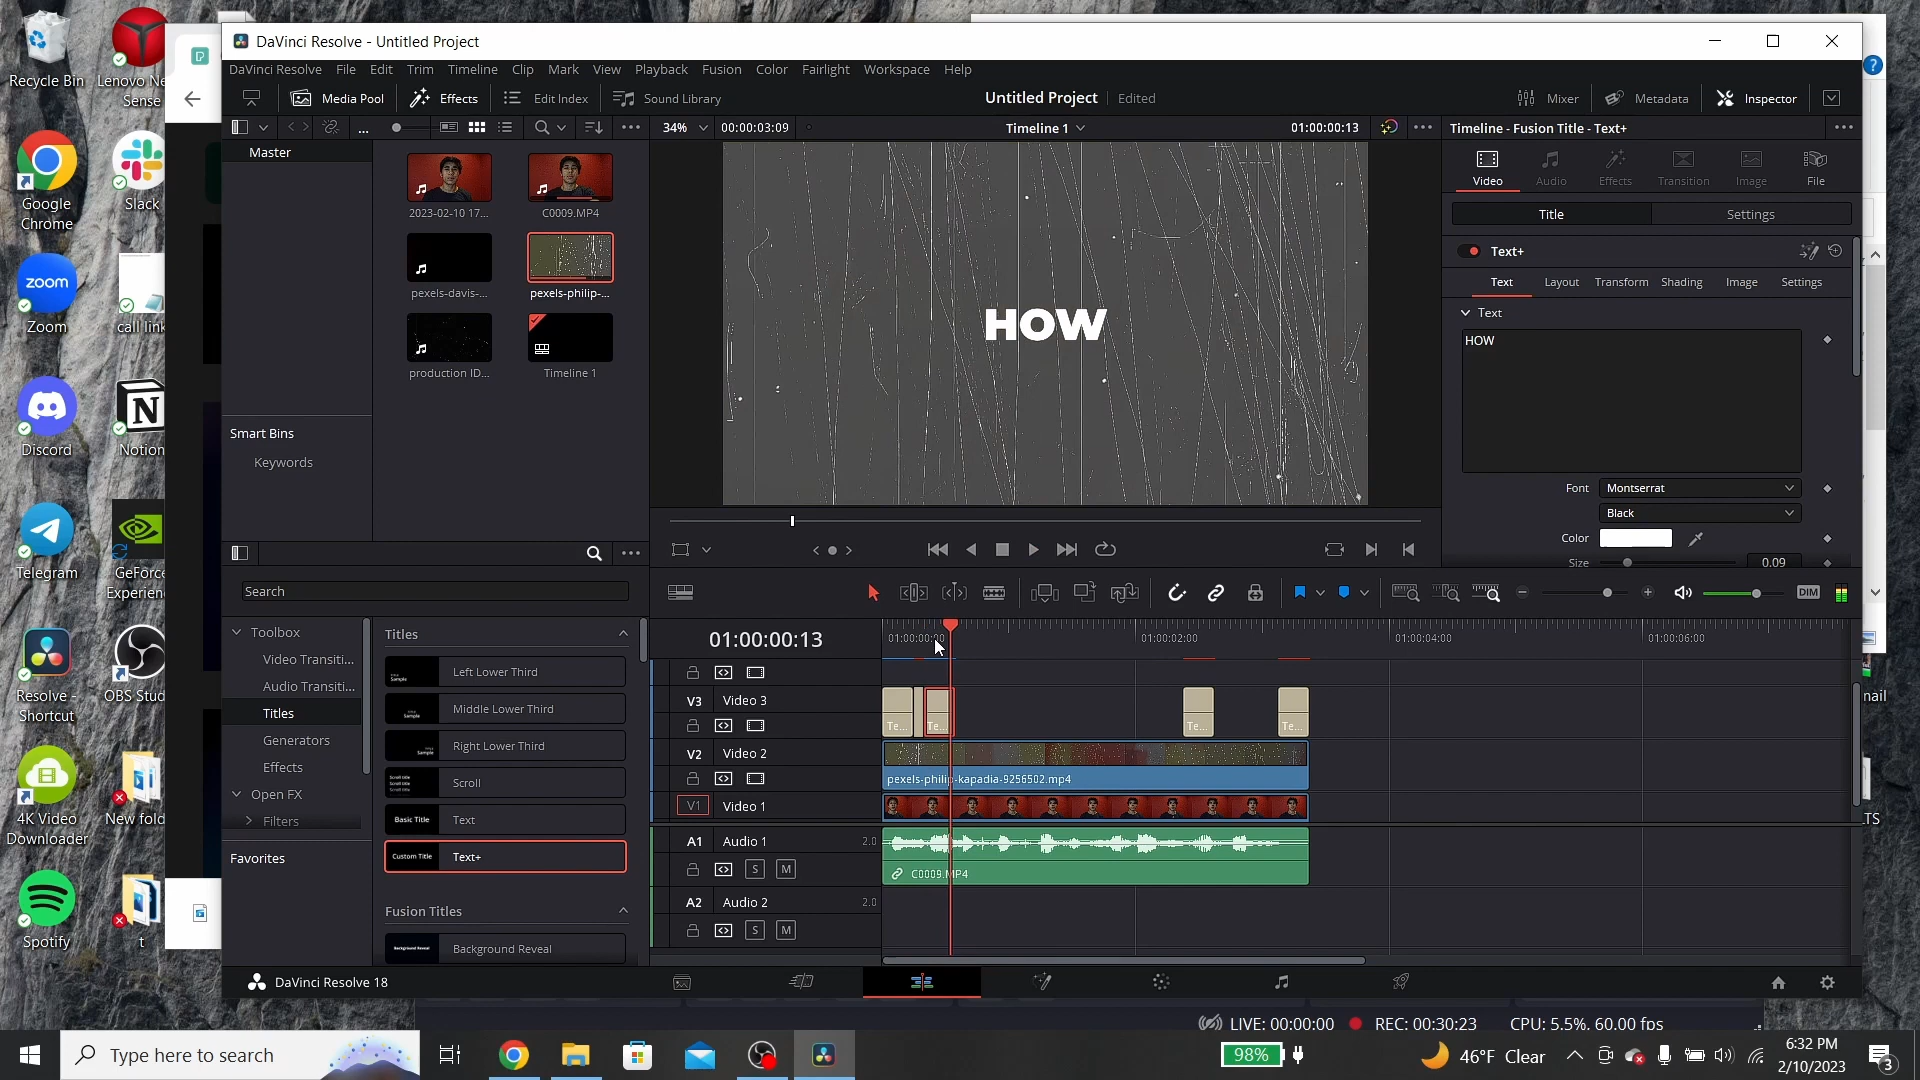 Recycle Bin
Lenovo Ne
Sense
Google
Chrome
Slack
zoom
Zoom
call link
Discord
Notion
Telegram
GeForce
Experien
Resolve -
Shortcut
OBS Stud
4K Video
Downloader
New fold
Spotify
t
DaVinci Resolve - Untitled Project
DaVinci Resolve File Edit Trim Timeline Clip Mark View Playback Fusion Color Fairlight Workspace Help
Media Pool Effects Edit Index Sound Library
Untitled Project Edited
Mixer Metadata Inspector
34% 00:00:03:09 Timeline 1 01:00:00:13
Timeline - Fusion Title - Text+
Master
2023-02-10 17...
C0009.MP4
pexels-davis-...
pexels-philip-...
production ID...
Timeline 1
Smart Bins
Keywords
HOW
Video Audio Effects Transition Image File
Title Settings
Text+
Text Layout Transform Shading Image Settings
Text
HOW
Font Montserrat
Black
Color
Size 0.09
Search
Toolbox
Video Transiti...
Audio Transiti...
Titles
Generators
Effects
Open FX
Filters
Favorites
Titles
Left Lower Third
Middle Lower Third
Right Lower Third
Scroll
Basic Title Text
Custom Title Text+
Fusion Titles
Background Reveal Background Reveal
DIM
01:00:00:13
01:00:00:00 01:00:02:00 01:00:04:00 01:00:06:00
V3 Video 3
Te... Te... Te... Te...
V2 Video 2
pexels-philip-kapadia-9256502.mp4
V1 Video 1
A1 Audio 1 2.0
S M
C0009.MP4
A2 Audio 2 2.0
S M
DaVinci Resolve 18
nail
TS
LIVE: 00:00:00 REC: 00:30:23 CPU: 5.5%, 60.00 fps
Type here to search
98%
46°F Clear
6:32 PM
2/10/2023
3